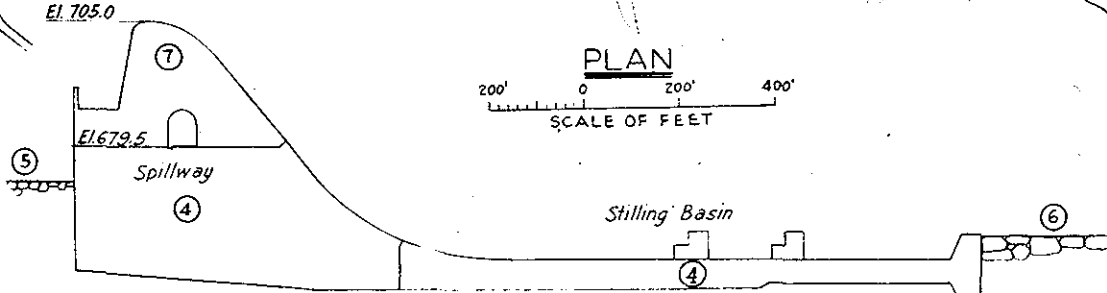 El. 705.0
⑦
PLAN
200' 0 200' 400'
SCALE OF FEET
El.679.5
⑤
Spillway
④
Stilling Basin
⑥
④